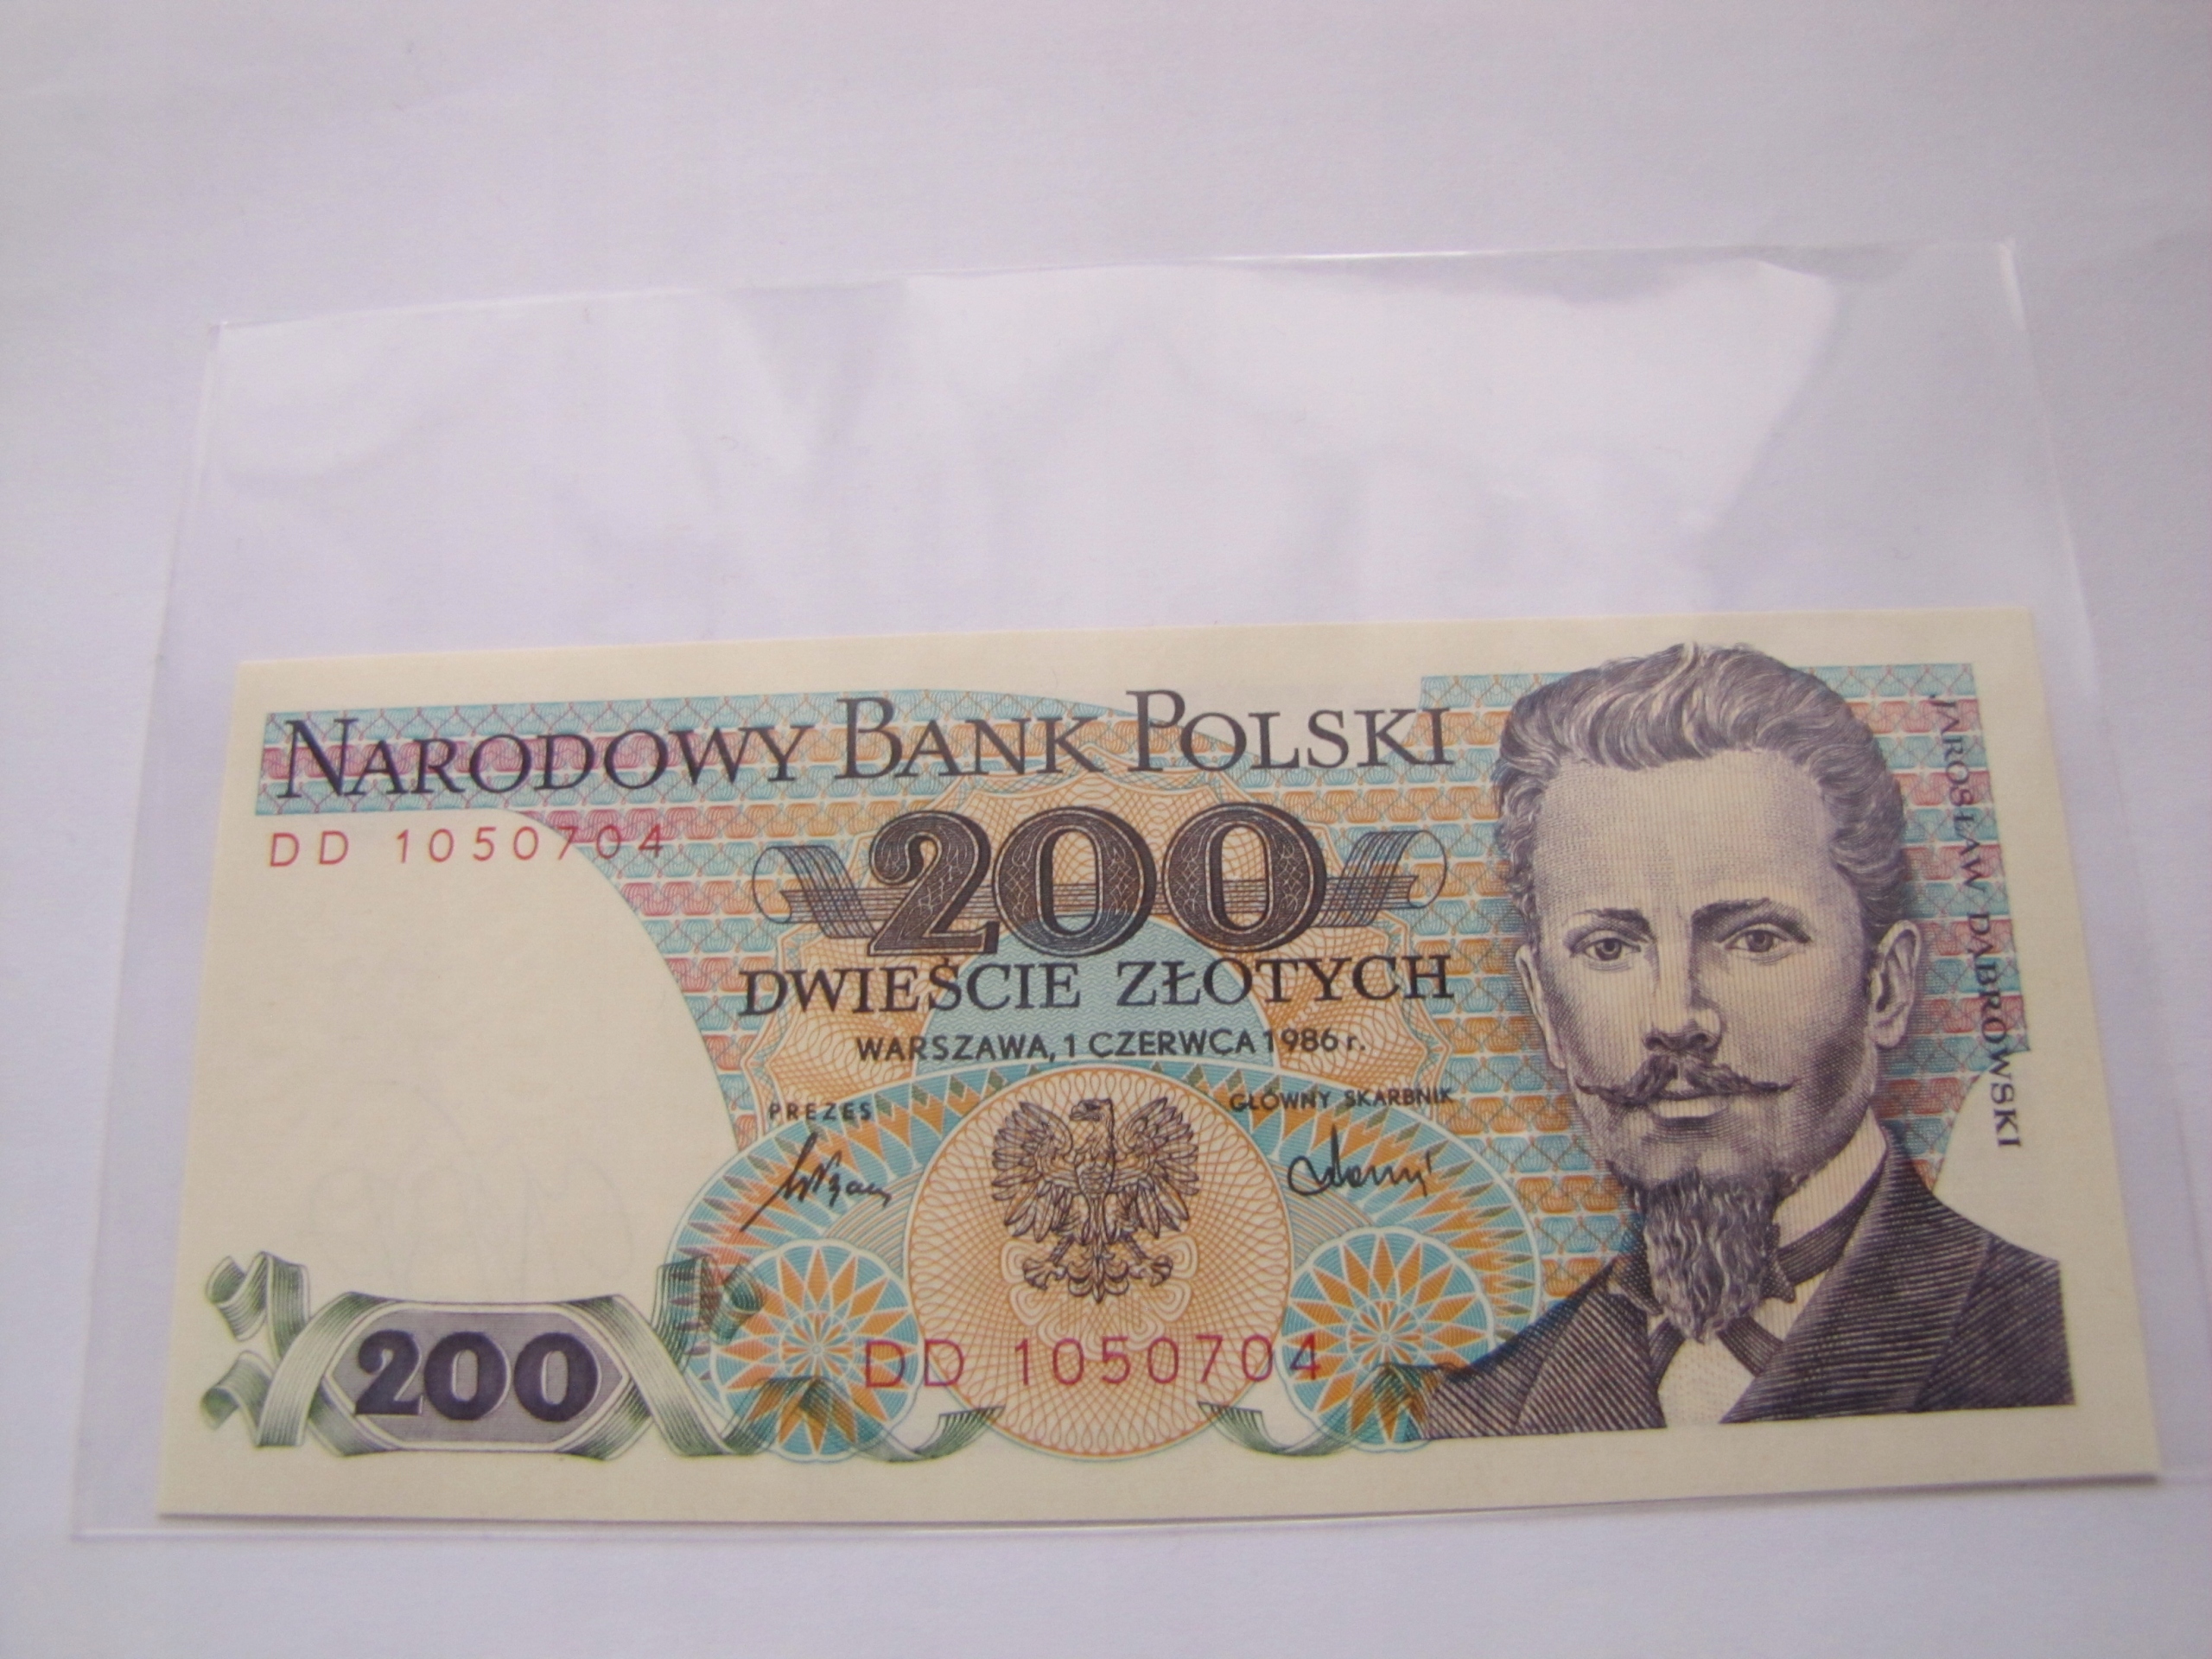 NARODOWY BANK POLSKI
DD 1050704
200
DWIEŚCIE ZŁOTYCH
WARSZAWA, 1 CZERWCA 1986 r.
PREZES
GŁÓWNY SKARBNIK
DD 1050704
200
JAROSŁAW DĄBROWSKI